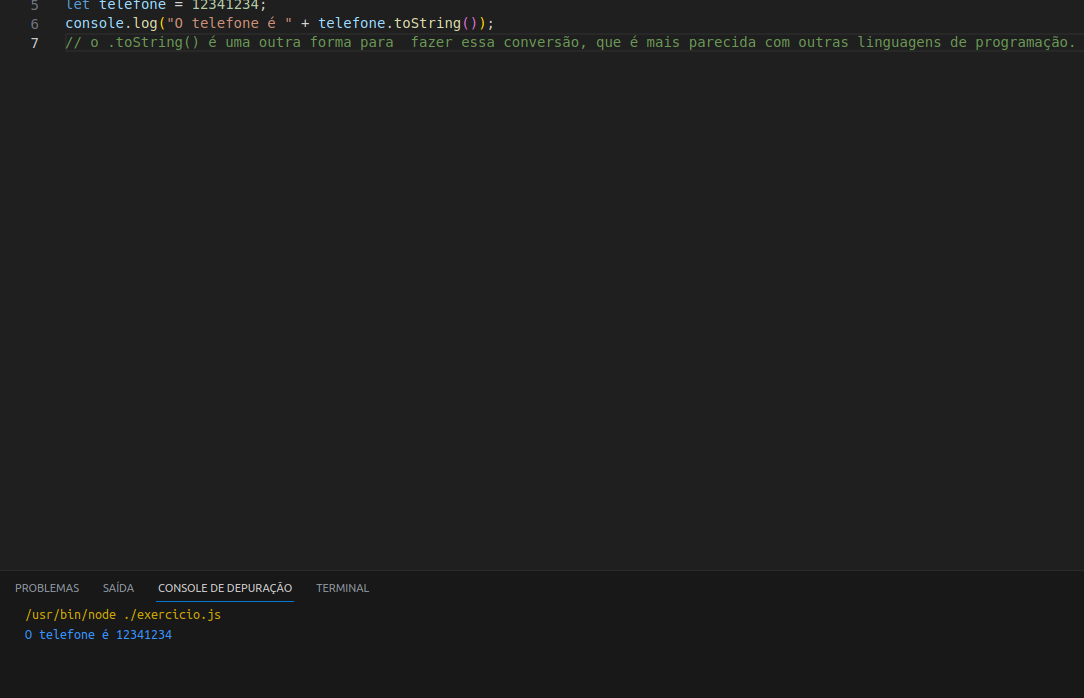 5 let telefone = 12341234;
6 console.log("O telefone é " + telefone.toString());
7 // o .toString() é uma outra forma para  fazer essa conversão, que é mais parecida com outras linguagens de programação.
PROBLEMAS SAÍDA CONSOLE DE DEPURAÇÃO TERMINAL
/usr/bin/node ./exercicio.js
O telefone é 12341234